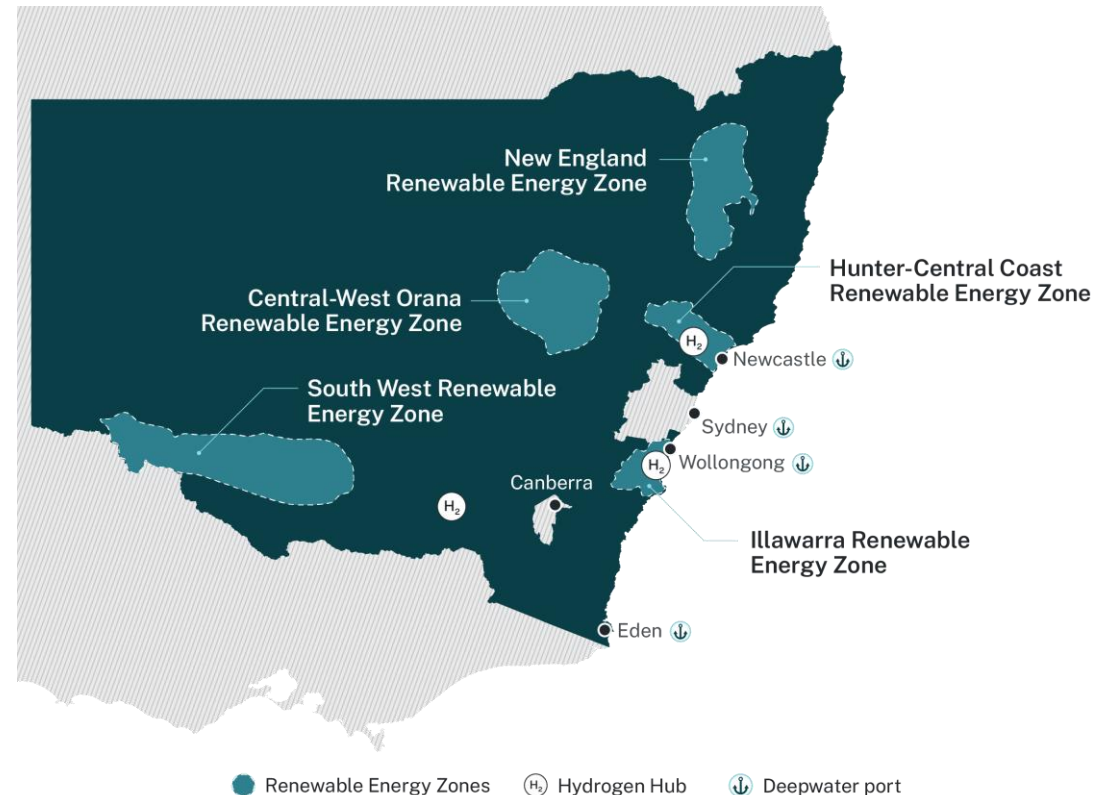 New England
Renewable Energy Zone
Hunter-Central Coast
Renewable Energy Zone
Central-West Orana
Renewable Energy Zone
H₂
Newcastle
South West Renewable
Energy Zone
Sydney
Wollongong
H₂
Canberra
H₂
Illawarra Renewable
Energy Zone
Eden
Renewable Energy Zones
H₂ Hydrogen Hub
Deepwater port